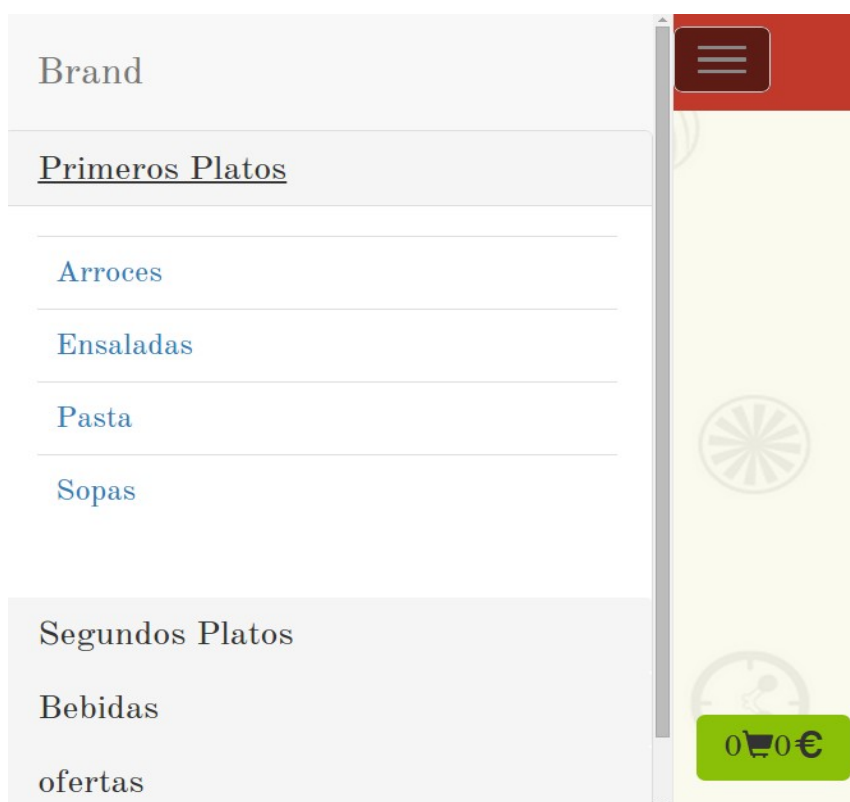 Brand
Primeros Platos
Arroces
Ensaladas
Pasta
Sopas
Segundos Platos
Bebidas
ofertas
0 0 €